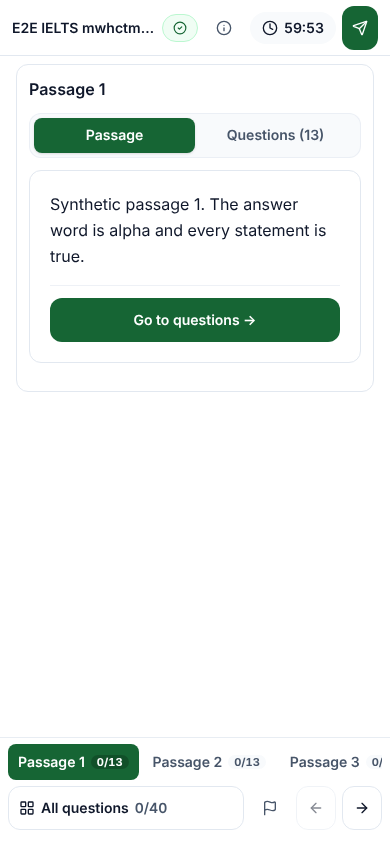 E2E IELTS mwhctm...
59:53
Passage 1
Passage
Questions (13)
Synthetic passage 1. The answer
word is alpha and every statement is
true.
Go to questions →
Passage 1 0/13
Passage 2 0/13
Passage 3 0/
All questions 0/40